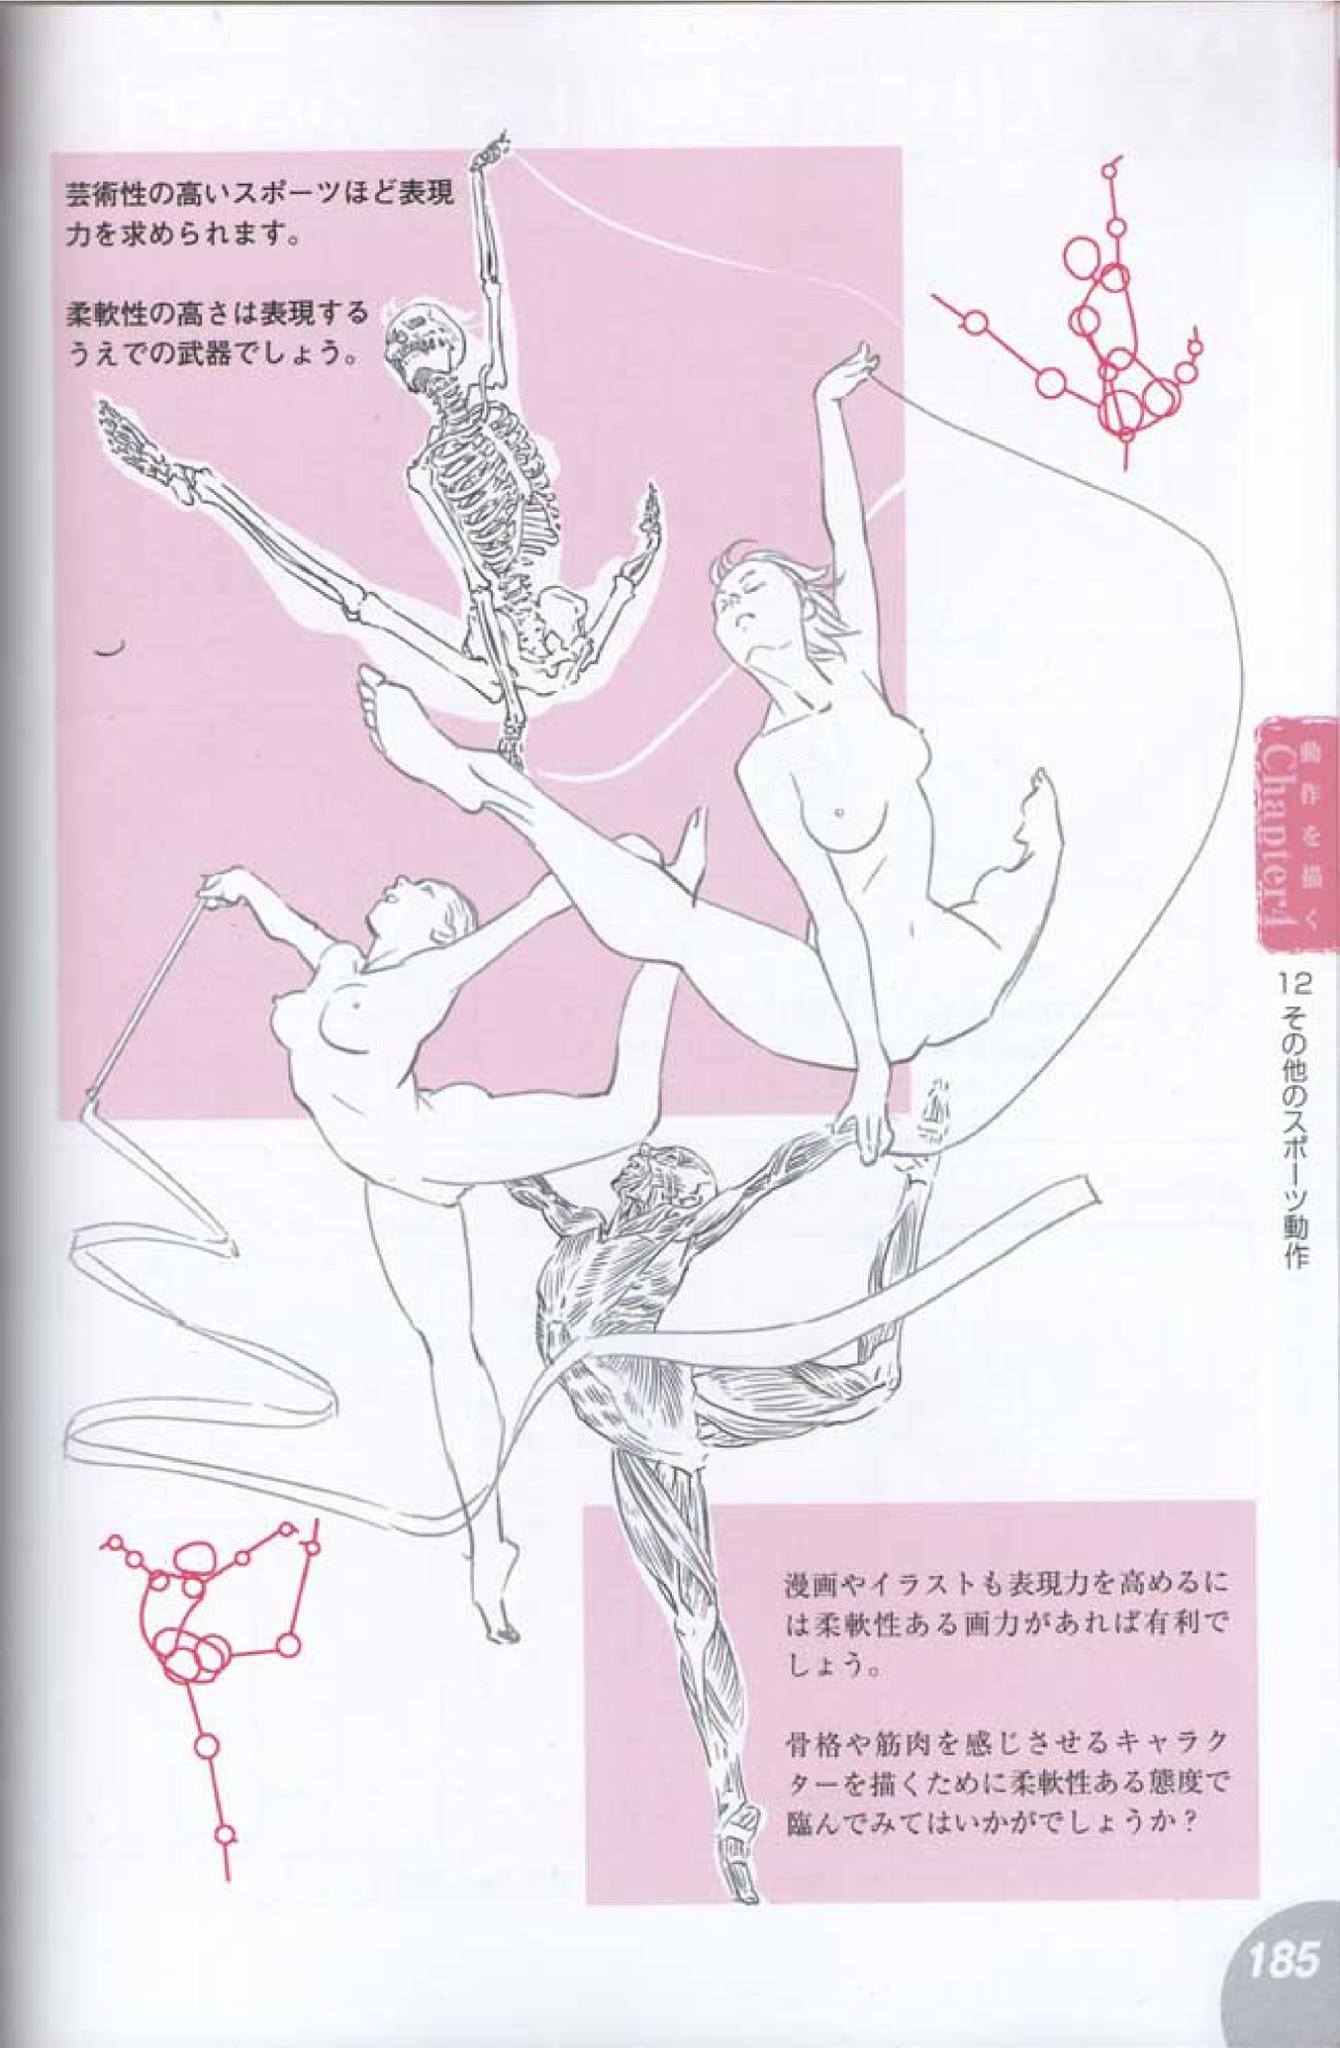 芸術性の高いスポーツほど表現
力を求められます。
柔軟性の高さは表現する
うえでの武器でしょう。
動作を描く
Chapter4
12 その他のスポーツ動作
漫画やイラストも表現力を高めるに
は柔軟性ある画力があれば有利で
しょう。
骨格や筋肉を感じさせるキャラク
ターを描くために柔軟性ある態度で
臨んでみてはいかがでしょうか？
185